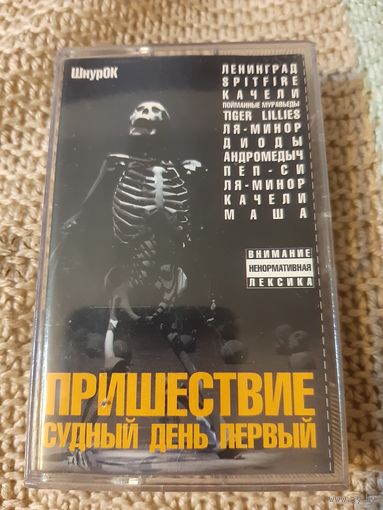 ШнурОК
ЛЕНИНГРАД
SPITFIRE
КАЧЕЛИ
ПОЙМАННЫЕ МУРАВЬЕДЫ
TIGER LILLIES
ЛЯ-МИНОР
ДИОДЫ
АНДРОМЕДЫЧ
ПЕП-СИ
ЛЯ-МИНОР
КАЧЕЛИ
МАША
ВНИМАНИЕ
НЕНОРМАТИВНАЯ
ЛЕКСИКА
ПРИШЕСТВИЕ
СУДНЫЙ ДЕНЬ ПЕРВЫЙ